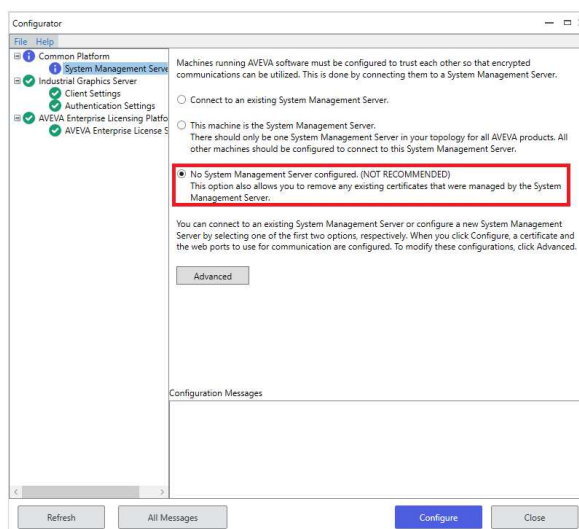 Configurator
File Help
Common Platform
System Management Serve
Industrial Graphics Server
Client Settings
Authentication Settings
AVEVA Enterprise Licensing Platfo
AVEVA Enterprise License S
Machines running AVEVA software must be configured to trust each other so that encrypted
communications can be utilized. This is done by connecting them to a System Management Server.
Connect to an existing System Management Server.
This machine is the System Management Server.
There should only be one System Management Server in your topology for all AVEVA products. All
other machines should be configured to connect to this System Management Server.
No System Management Server configured. (NOT RECOMMENDED)
This option also allows you to remove any existing certificates that were managed by the System
Management Server.
You can connect to an existing System Management Server or configure a new System Management
Server by selecting one of the first two options, respectively. When you click Configure, a certificate and
the web ports to use for communication are configured. To modify these configurations, click Advanced.
Advanced
Configuration Messages
Refresh
All Messages
Configure
Close